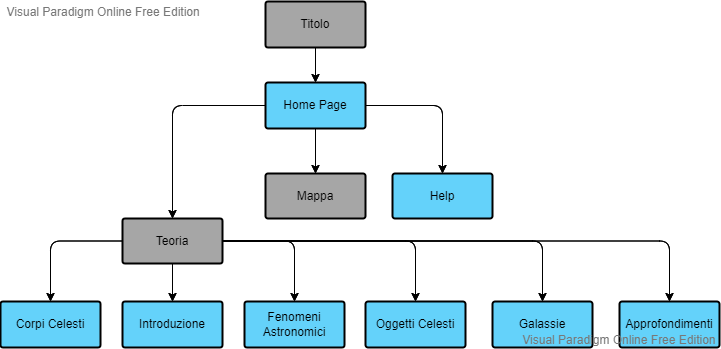 Visual Paradigm Online Free Edition
Titolo
Home Page
Mappa
Help
Teoria
Corpi Celesti
Introduzione
Fenomeni
Astronomici
Oggetti Celesti
Galassie
Approfondimenti
Visual Paradigm Online Free Edition